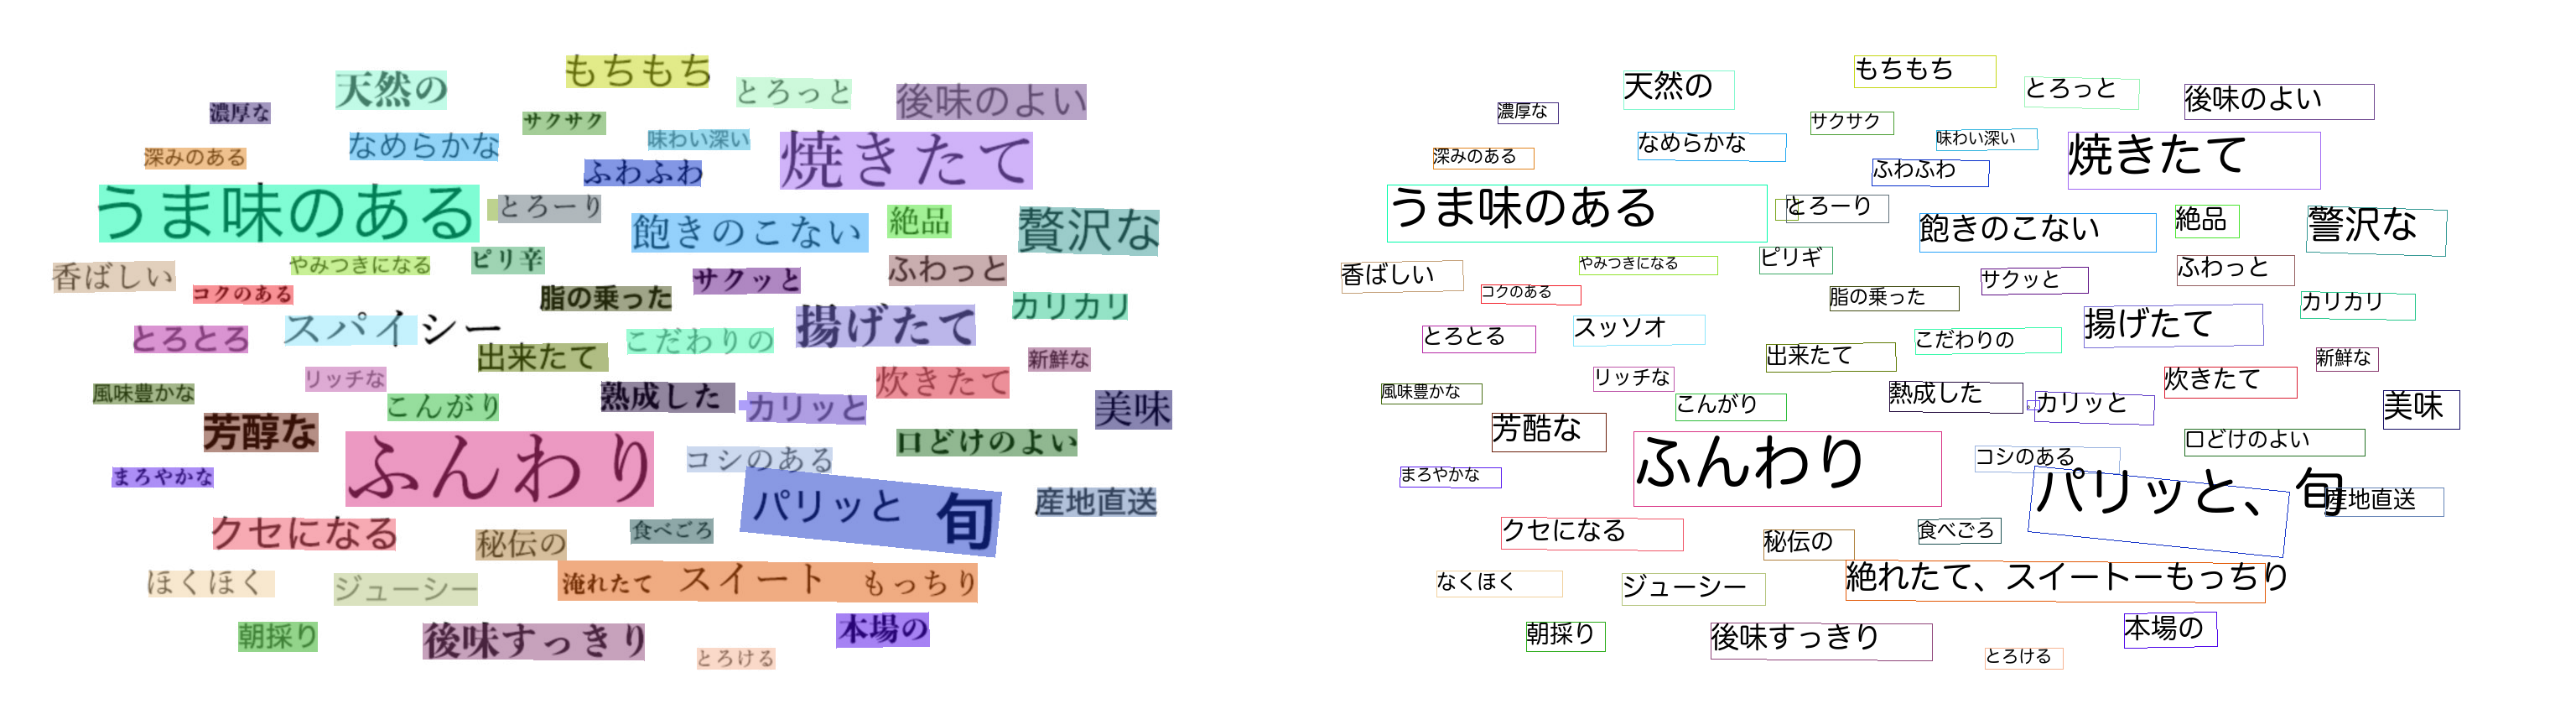 もちもち
天然の
とろっと
後味のよい
濃厚な
サクサク
なめらかな
味わい深い
焼きたて
深みのある
ふわふわ
うま味のある
とろーり
飽きのこない
絶品
贅沢な
ピリ辛
やみつきになる
香ばしい
サクッと
ふわっと
コクのある
脂の乗った
カリカリ
とろとろ
スパイシー
こだわりの
揚げたて
出来たて
新鮮な
リッチな
炊きたて
風味豊かな
こんがり
熟成した
カリッと
美味
芳醇な
ふんわり
口どけのよい
コシのある
まろやかな
パリッと
旬
産地直送
クセになる
秘伝の
食べごろ
ほくほく
ジューシー
淹れたて
スイート
もっちり
朝採り
後味すっきり
本場の
とろける
もちもち
天然の
とろっと
後味のよい
濃厚な
サクサク
なめらかな
味わい深い
焼きたて
深みのある
ふわふわ
うま味のある
とろーり
飽きのこない
絶品
警沢な
ピリギ
やみつきになる
香ばしい
サクッと
ふわっと
コクのある
脂の乗った
カリカリ
とろとる
スッソオ
こだわりの
揚げたて
出来たて
新鮮な
リッチな
炊きたて
風味豊かな
こんがり
熟成した
カリッと
美味
芳酷な
ふんわり
口どけのよい
コシのある
まろやかな
パリッと、旬
産地直送
クセになる
秘伝の
食べごろ
なくほく
ジューシー
絶れたて、スイートーもっちり
朝採り
後味すっきり
本場の
とろける